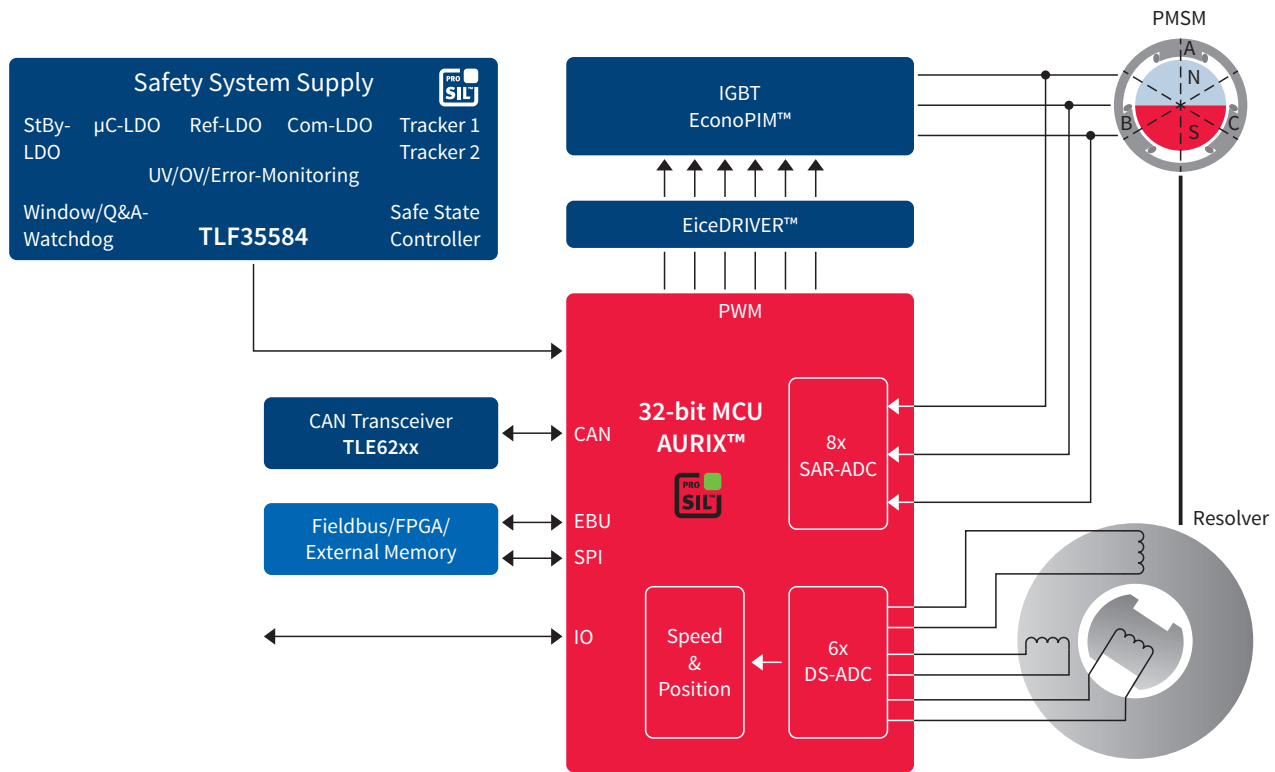 Safety System Supply
PRO
SIL™
StBy-
LDO
µC-LDO
Ref-LDO
Com-LDO
Tracker 1
Tracker 2
UV/OV/Error-Monitoring
Window/Q&A-
Watchdog
TLF35584
Safe State
Controller
IGBT
EconoPIM™
EiceDRIVER™
PMSM
A
N
B
S
C
PWM
32-bit MCU
AURIX™
PRO
SIL™
8x
SAR-ADC
CAN Transceiver
TLE62xx
CAN
Fieldbus/FPGA/
External Memory
EBU
SPI
IO
Speed
&
Position
6x
DS-ADC
Resolver